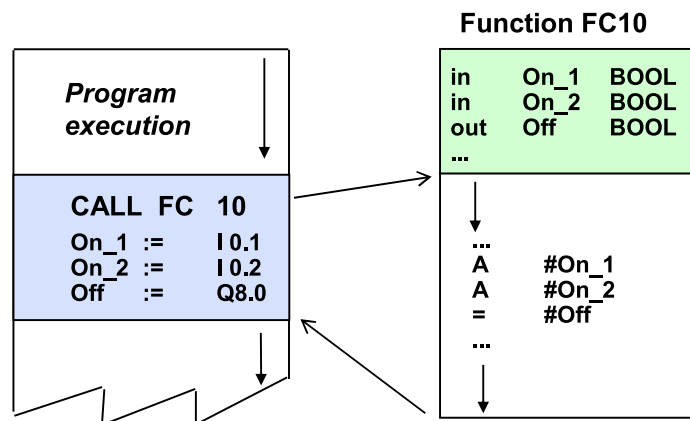 Function FC10
Program
execution
CALL FC 10
On_1 := I 0.1
On_2 := I 0.2
Off := Q8.0
in On_1 BOOL
in On_2 BOOL
out Off BOOL
...
...
A #On_1
A #On_2
= #Off
...